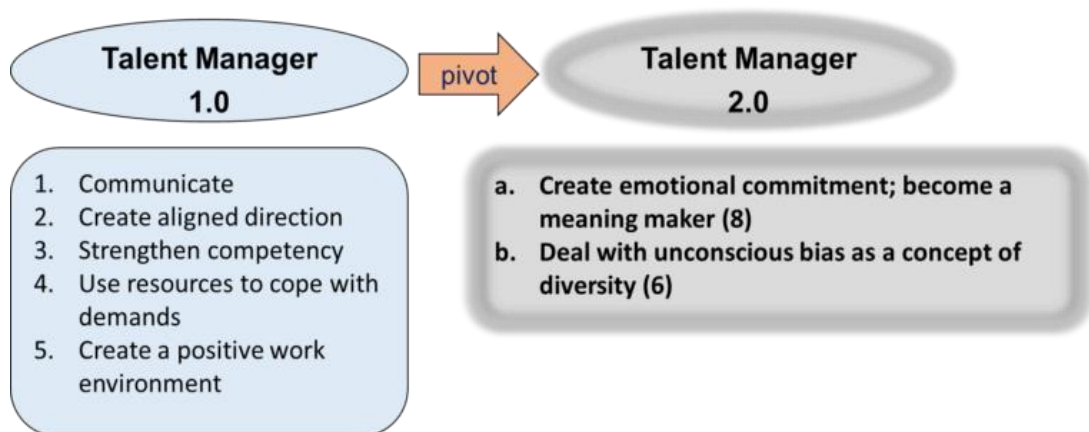 Talent Manager
1.0
pivot
Talent Manager
2.0
1. Communicate
2. Create aligned direction
3. Strengthen competency
4. Use resources to cope with
demands
5. Create a positive work
environment
a. Create emotional commitment; become a
meaning maker (8)
b. Deal with unconscious bias as a concept of
diversity (6)